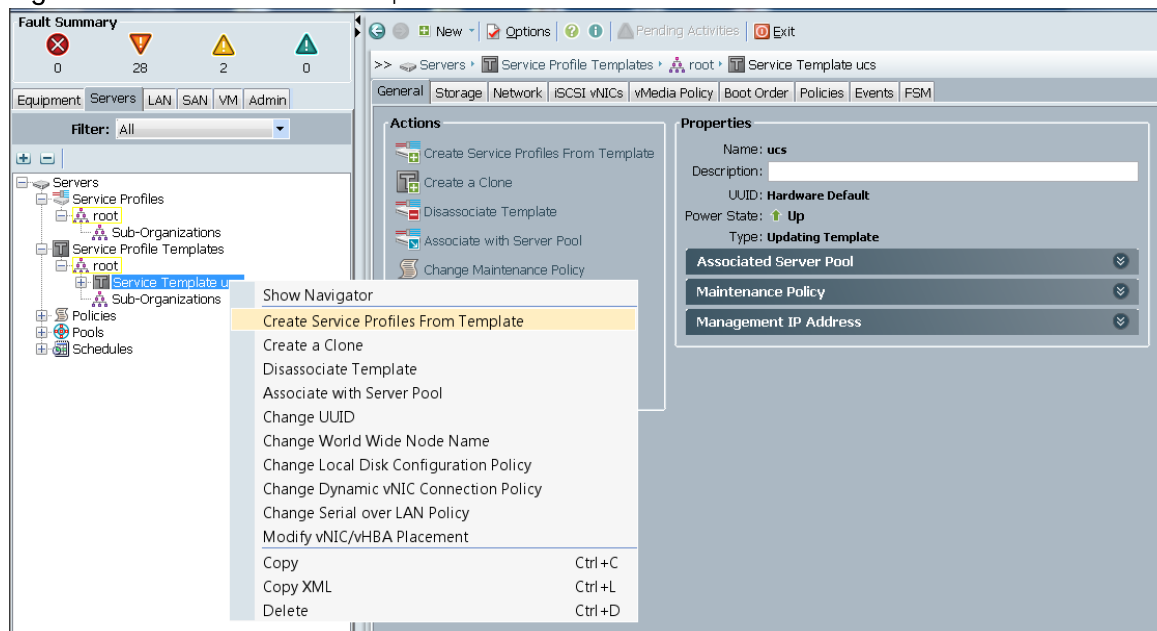 Fault Summary
0 28 2 0
New Options Pending Activities Exit
>> Servers Service Profile Templates root Service Template ucs
Equipment Servers LAN SAN VM Admin
Filter: All
Servers
Service Profiles
root
Sub-Organizations
Service Profile Templates
root
Service Template u
Sub-Organizations
Policies
Pools
Schedules
General Storage Network iSCSI vNICs vMedia Policy Boot Order Policies Events FSM
Actions
Create Service Profiles From Template
Create a Clone
Disassociate Template
Associate with Server Pool
Change Maintenance Policy
Properties
Name: ucs
Description:
UUID: Hardware Default
Power State: Up
Type: Updating Template
Associated Server Pool
Maintenance Policy
Management IP Address
Show Navigator
Create Service Profiles From Template
Create a Clone
Disassociate Template
Associate with Server Pool
Change UUID
Change World Wide Node Name
Change Local Disk Configuration Policy
Change Dynamic vNIC Connection Policy
Change Serial over LAN Policy
Modify vNIC/vHBA Placement
Copy Ctrl+C
Copy XML Ctrl+L
Delete Ctrl+D